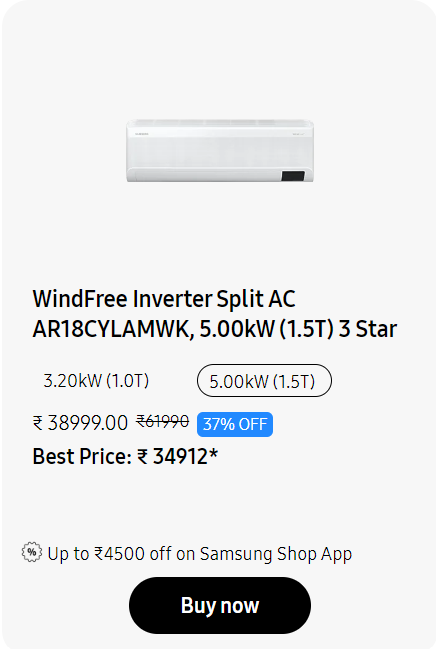 WindFree Inverter Split AC
AR18CYLAMWK, 5.00kW (1.5T) 3 Star
3.20kW (1.0T) 5.00kW (1.5T)
₹ 38999.00 ₹61990 37% OFF
Best Price: ₹ 34912*
% Up to ₹4500 off on Samsung Shop App
Buy now